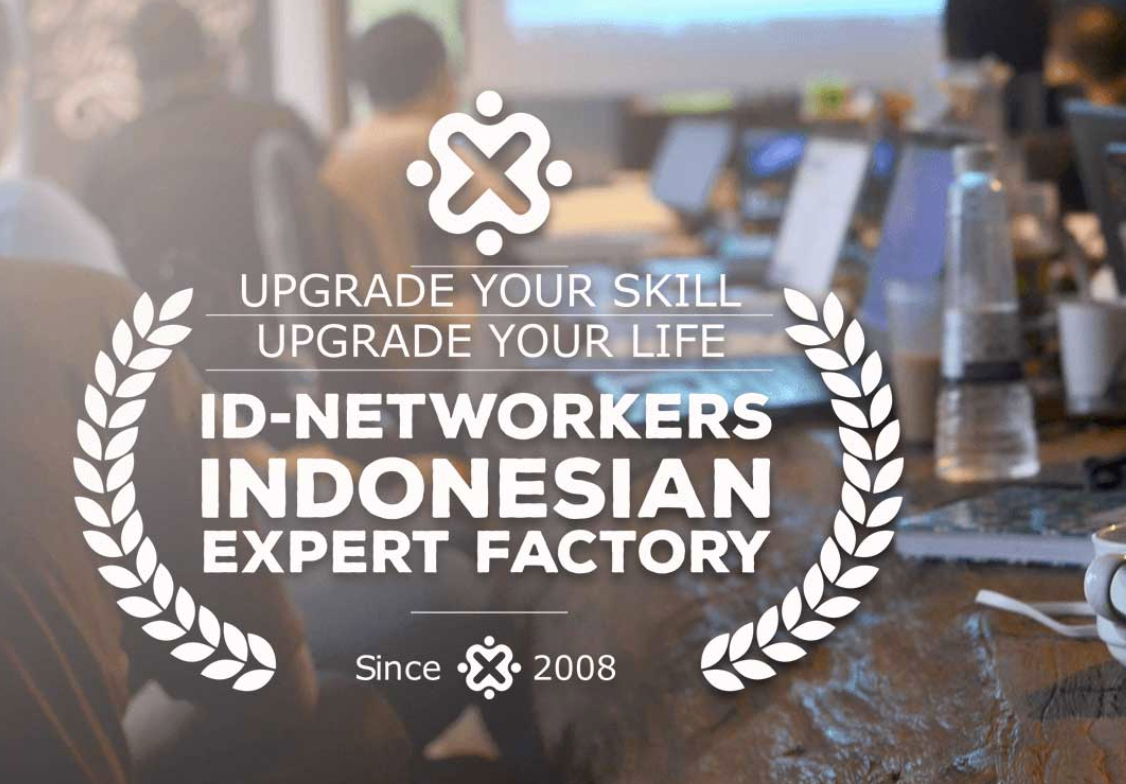 UPGRADE YOUR SKILL
UPGRADE YOUR LIFE
ID-NETWORKERS
INDONESIAN
EXPERT FACTORY
Since 2008